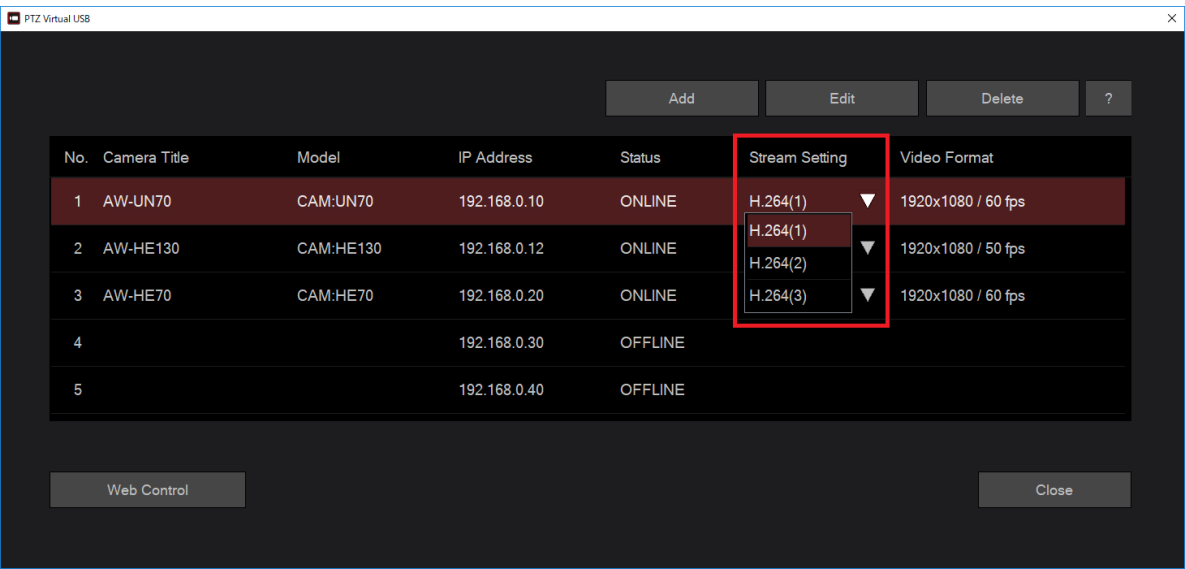 PTZ Virtual USB
Add Edit Delete ?
No. Camera Title Model IP Address Status Stream Setting Video Format
1 AW-UN70 CAM:UN70 192.168.0.10 ONLINE H.264(1) 1920x1080 / 60 fps
H.264(1)
2 AW-HE130 CAM:HE130 192.168.0.12 ONLINE 1920x1080 / 50 fps
H.264(2)
3 AW-HE70 CAM:HE70 192.168.0.20 ONLINE H.264(3) 1920x1080 / 60 fps
4 192.168.0.30 OFFLINE
5 192.168.0.40 OFFLINE
Web Control Close